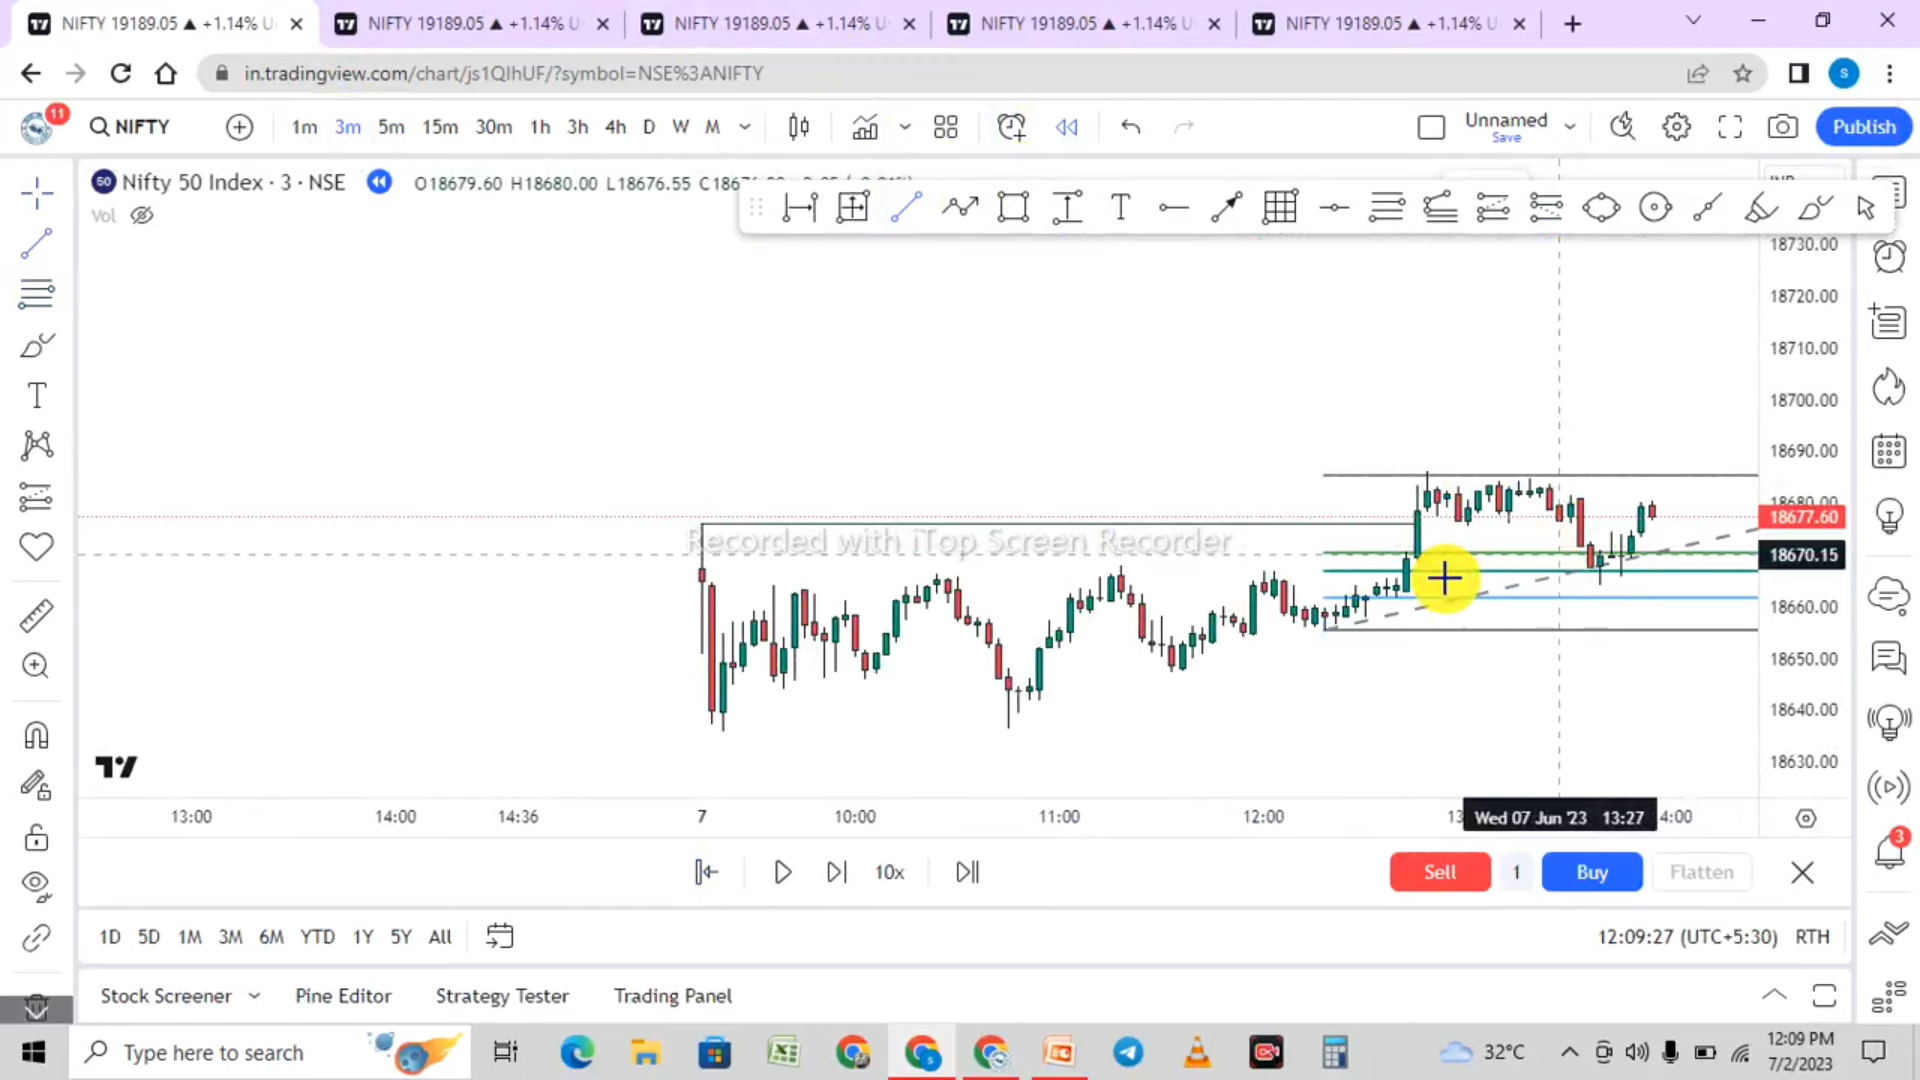 NIFTY 19189.05 ▲ +1.14% U
NIFTY 19189.05 ▲ +1.14% U
NIFTY 19189.05 ▲ +1.14% U
NIFTY 19189.05 ▲ +1.14% U
NIFTY 19189.05 ▲ +1.14% U
in.tradingview.com/chart/js1QIhUF/?symbol=NSE%3ANIFTY
S
11
NIFTY
1m 3m 5m 15m 30m 1h 3h 4h D W M
Unnamed
Save
Publish
50
Nifty 50 Index · 3 · NSE
O18679.60 H18680.00 L18676.55
Vol
T
T
18730.00
18720.00
18710.00
18700.00
18690.00
18680.00
18677.60
18670.15
18660.00
18650.00
18640.00
18630.00
Recorded with iTop Screen Recorder
13:00 14:00 14:36 7 10:00 11:00 12:00
Wed 07 Jun '23 13:27
4:00
10x
Sell
1
Buy
Flatten
3
1D 5D 1M 3M 6M YTD 1Y 5Y All
12:09:27 (UTC+5:30) RTH
Stock Screener Pine Editor Strategy Tester Trading Panel
Type here to search
32°C
12:09 PM
7/2/2023